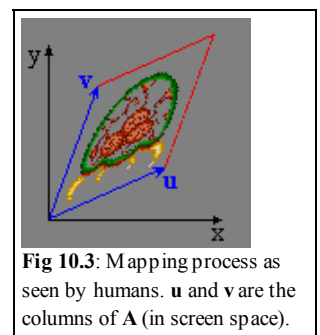 y
v
u
x
Fig 10.3: Mapping process as
seen by humans. u and v are the
columns of A (in screen space).